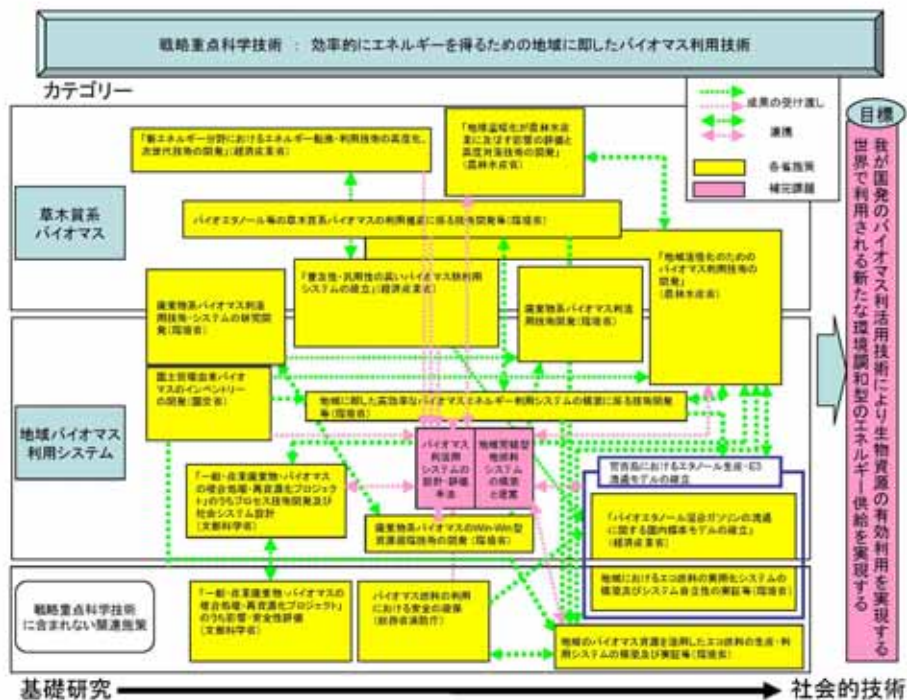 戦略重点科学技術 : 効率的にエネルギーを得るための地域に即したバイオマス利用技術
カテゴリー
成果の受け渡し
連携
各省施策
補完課題
目標
我が国発のバイオマス利活用技術により生物資源の有効利用を実現する
世界で利用される新たな環境調和型のエネルギー供給を実現する
草木質系
バイオマス
「新エネルギー分野におけるエネルギー転換・利用技術の高度化、
次世代技術の開発」(経済産業省)
「地球温暖化が農林水産
業に及ぼす影響の評価と
高度対策技術の開発」
(農林水産省)
バイオエタノール等の草木質系バイオマスの利用推進に係る技術開発等(環境省)
「普及性・汎用性の高いバイオマス熱利用
システムの確立」(経済産業省)
「地域活性化のための
バイオマス利用技術の
開発」
(農林水産省)
廃棄物系バイオマス利活
用技術・システムの研究開
発(環境省)
廃棄物系バイオマス利活
用技術開発(環境省)
地域バイオマス
利用システム
国土管理由来バイオ
マスのインベントリー
の開発(国交省)
地域に即した高効率なバイオマスエネルギー利用システムの構築に係る技術開発
等(環境省)
バイオマス
利活用
システムの
設計・評価
手法
地域完結型
地燃料
システムの
構築
と運営
「一般・産業廃棄物・バイオマス
の複合処理・再資源化プロジェク
ト」のうちプロセス技術開発及び
社会システム設計
(文部科学省)
廃棄物系バイオマスのWin-Win型
資源循環技術の開発(環境省)
宮古島におけるエタノール生産・E3
流通モデルの確立
「バイオエタノール混合ガソリンの流通
に関する国内標本モデルの確立」
(経済産業省)
地域におけるエコ燃料の実用化システムの
構築及びシステム自立性の実証等(環境省)
戦略重点科学技術
に含まれない関連施策
「一般・産業廃棄物・バイオマス
の複合処理・再資源化プロジェクト」
のうち影響・安全性評価
(文部科学省)
バイオ燃料の利用
における安全の確保
(総務省消防庁)
地域のバイオマス資源を活用したエコ燃料の生産・利
用システムの構築及び実証等(環境省)
基礎研究
社会的技術